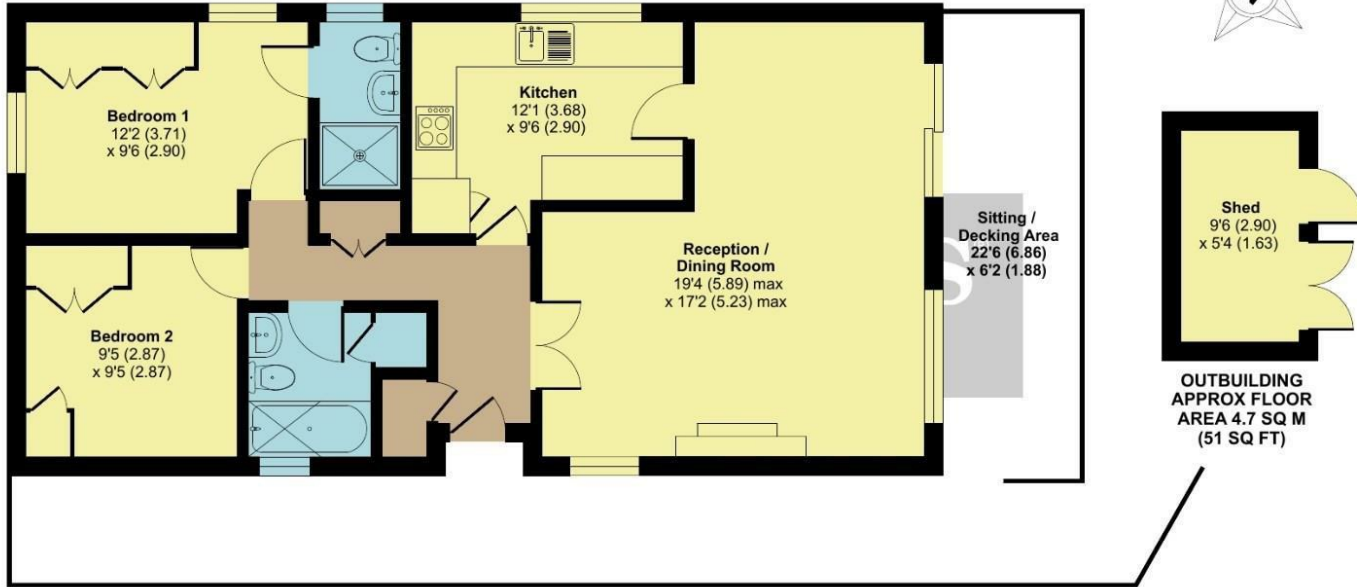 Bedroom 1
12'2 (3.71)
x 9'6 (2.90)
Kitchen
12'1 (3.68)
x 9'6 (2.90)
Bedroom 2
9'5 (2.87)
x 9'5 (2.87)
Reception /
Dining Room
19'4 (5.89) max
x 17'2 (5.23) max
Sitting /
Decking Area
22'6 (6.86)
x 6'2 (1.88)
Shed
9'6 (2.90)
x 5'4 (1.63)
OUTBUILDING
APPROX FLOOR
AREA 4.7 SQ M
(51 SQ FT)